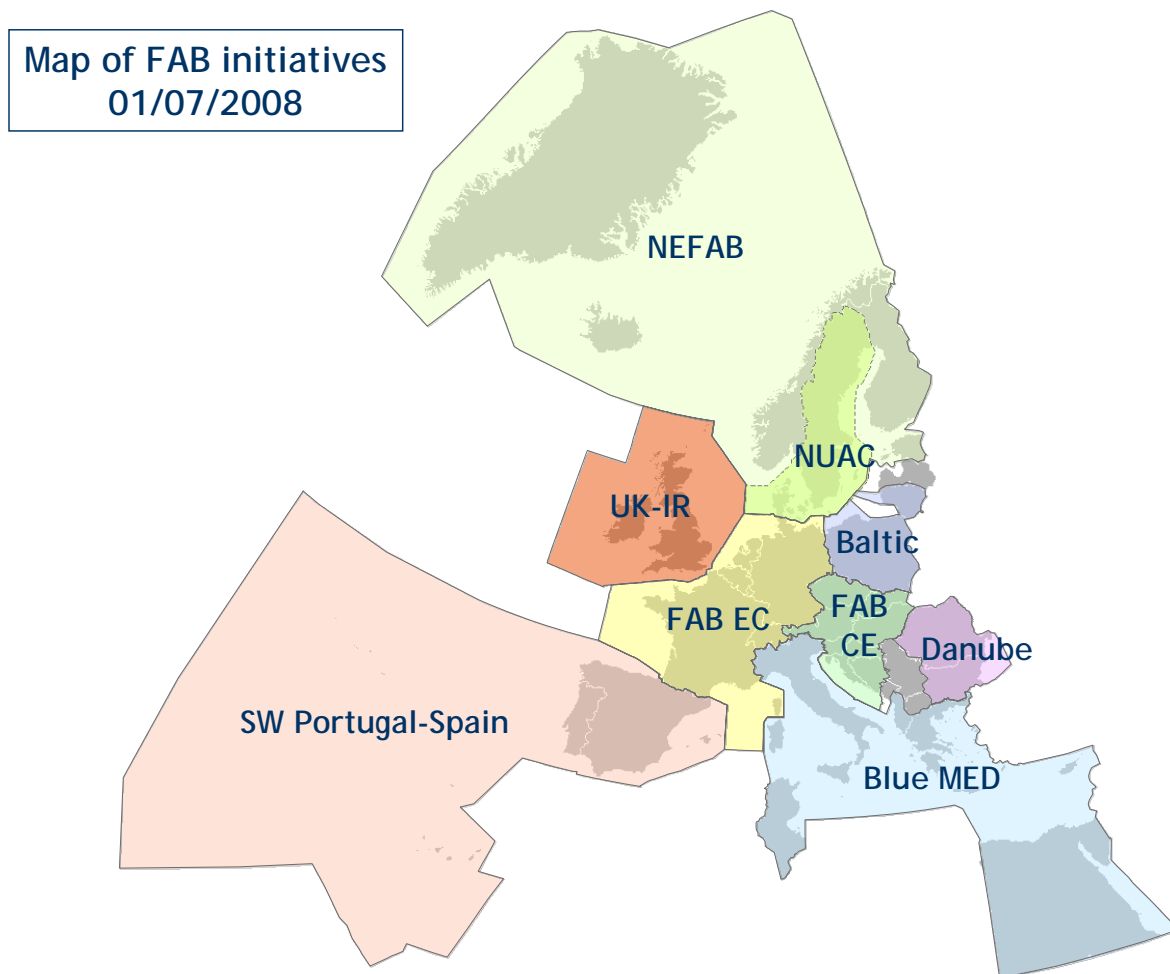 Map of FAB initiatives
01/07/2008
NEFAB
NUAC
UK-IR
Baltic
FAB EC
FAB
CE
Danube
SW Portugal-Spain
Blue MED